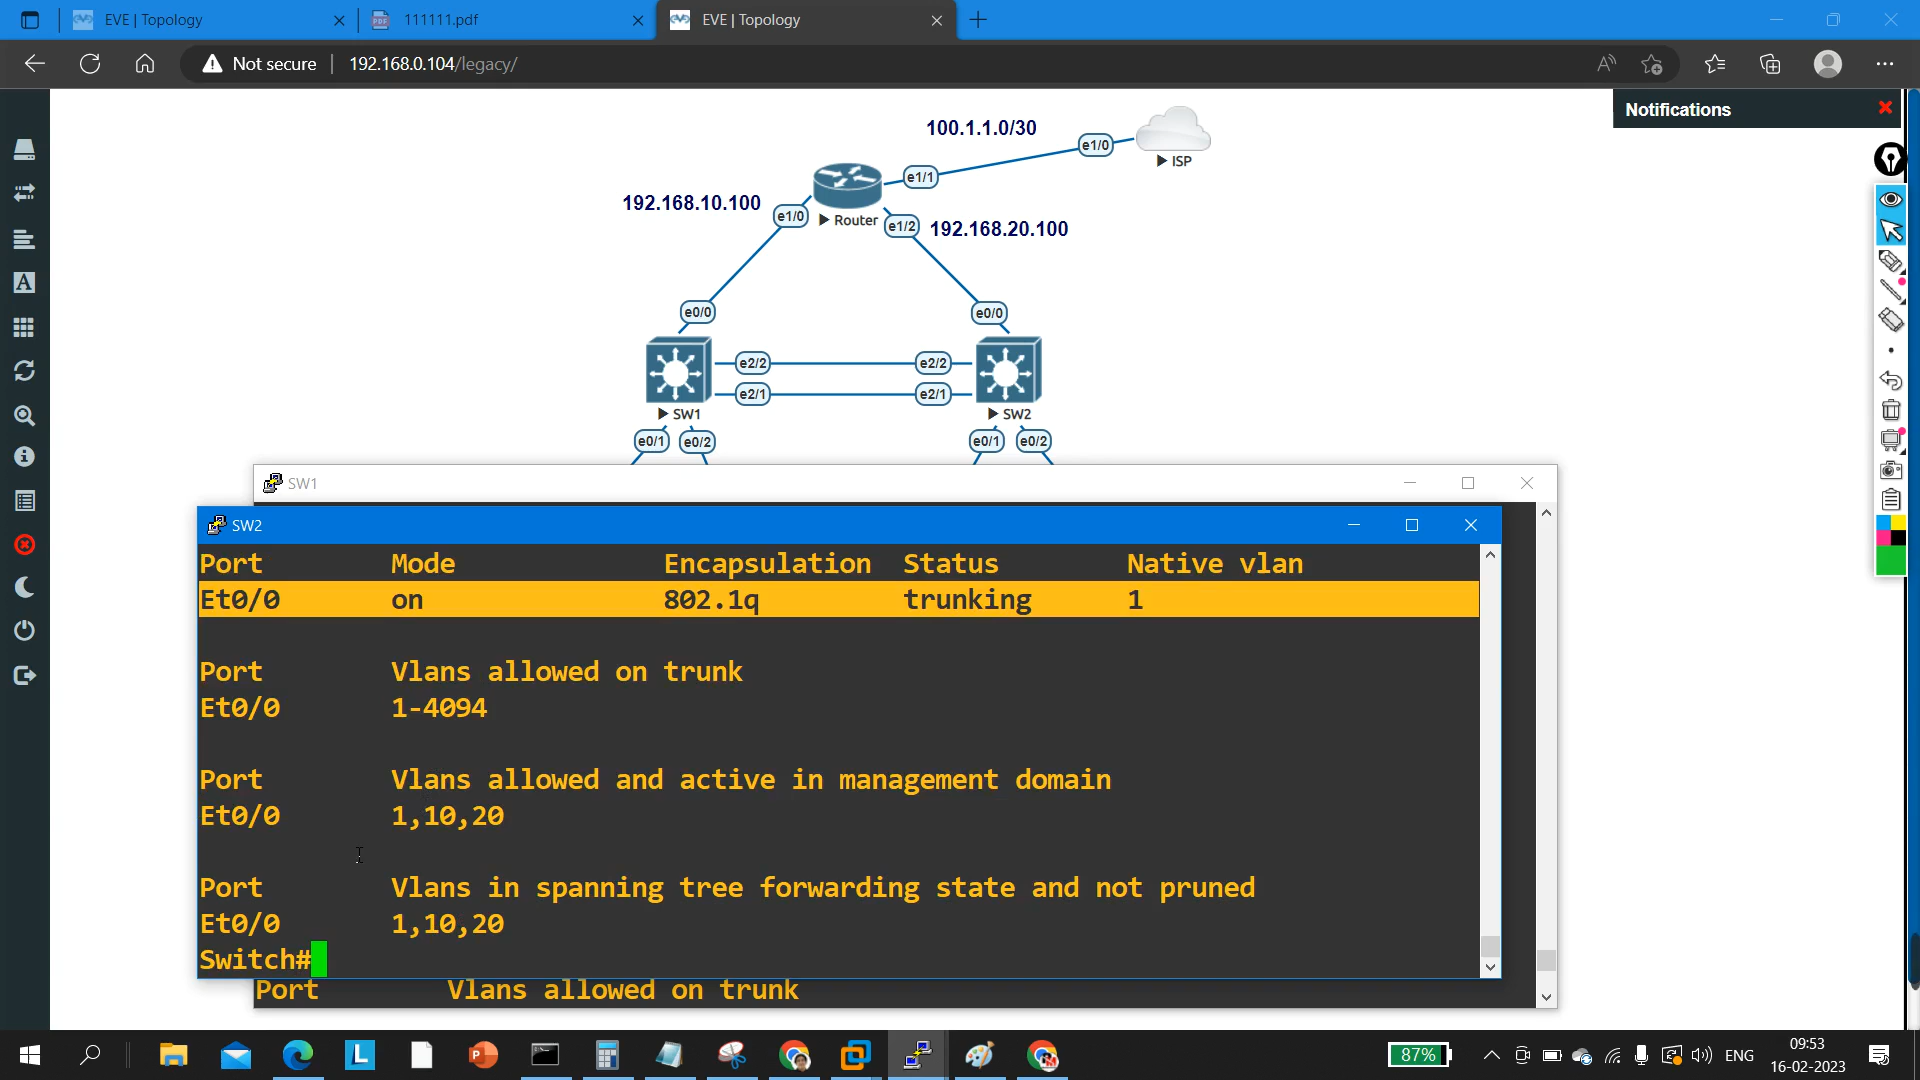 EVE | Topology
111111.pdf
EVE | Topology
Not secure
192.168.0.104/legacy/
Notifications
100.1.1.0/30
e1/0
ISP
e1/1
192.168.10.100
e1/0
Router
e1/2
192.168.20.100
e0/0
e0/0
e2/2
e2/2
e2/1
e2/1
SW1
SW2
e0/1
e0/2
e0/1
e0/2
SW1
SW2
Port Mode Encapsulation Status Native vlan
Et0/0 on 802.1q trunking 1
Port Vlans allowed on trunk
Et0/0 1-4094
Port Vlans allowed and active in management domain
Et0/0 1,10,20
Port Vlans in spanning tree forwarding state and not pruned
Et0/0 1,10,20
Switch#
Port Vlans allowed on trunk
87%
ENG
09:53
16-02-2023